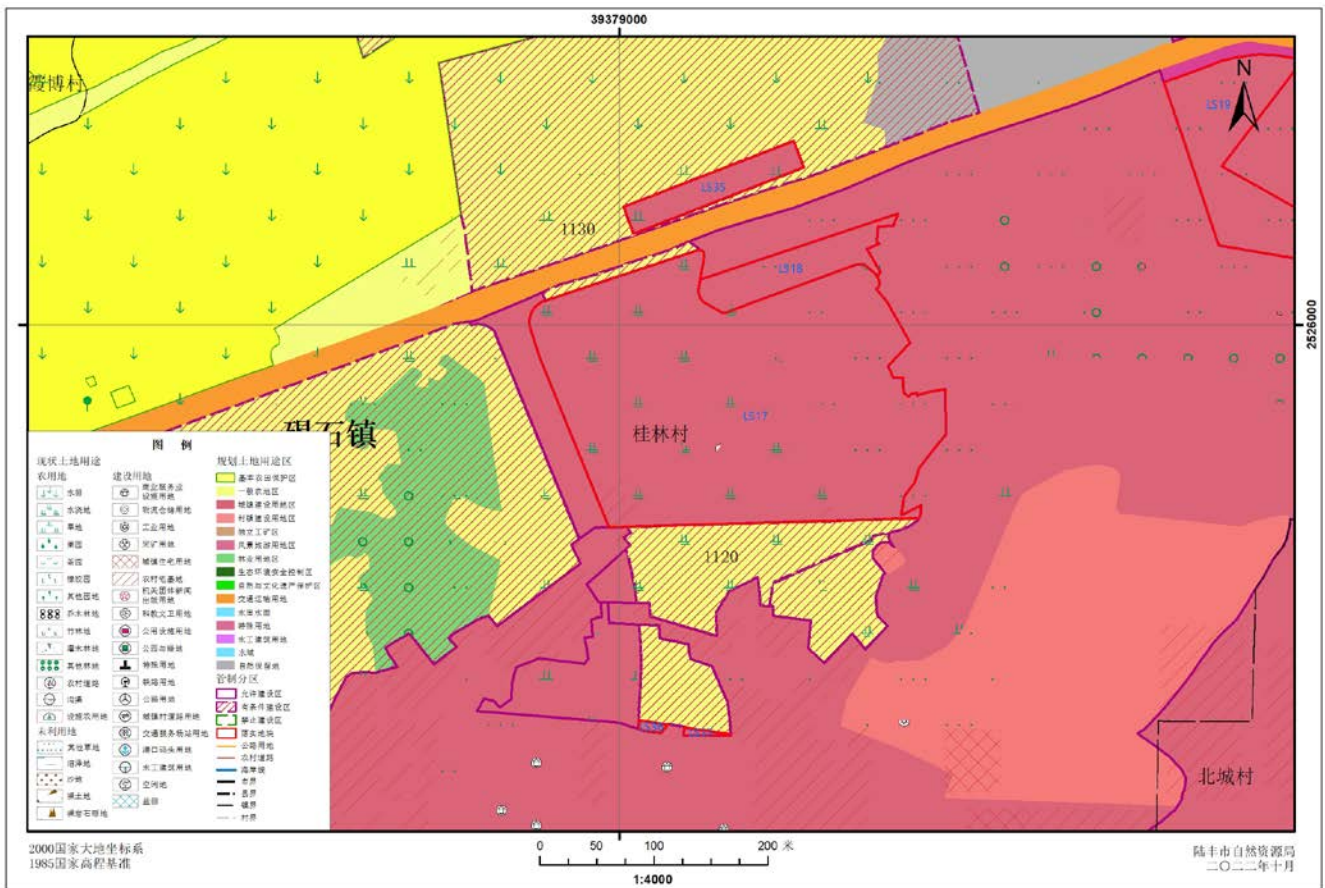 39379000
霞博村
N
LS19
LS35
1130
LS18
2526000
碣石镇
LS17
桂林村
1120
北城村
图 例
现状土地用途
农用地
水田
水浇地
旱地
果园
茶园
橡胶园
其他园地
乔木林地
竹林地
灌木林地
其他林地
农村道路
沟渠
设施农用地
未利用地
其他草地
沼泽地
沙地
裸土地
裸岩石砾地
建设用地
商业服务业
设施用地
物流仓储用地
工业用地
采矿用地
城镇住宅用地
农村宅基地
机关团体新闻
出版用地
科教文卫用地
公用设施用地
公园与绿地
特殊用地
铁路用地
公路用地
城镇村道路用地
交通服务场站用地
港口码头用地
水工建筑用地
空闲地
盐田
规划土地用途区
基本农田保护区
一般农地区
城镇建设用地区
村镇建设用地区
独立工矿区
风景旅游用地区
林业用地区
生态环境安全控制区
自然与文化遗产保护区
交通运输用地
水库水面
特殊用地
水工建筑用地
水域
自然保留地
管制分区
允许建设区
有条件建设区
禁止建设区
落实地块
公路用地
农村道路
海岸线
市界
县界
镇界
村界
2000国家大地坐标系
1985国家高程基准
0 50 100 200 米
1:4000
陆丰市自然资源局
二〇二二年十月